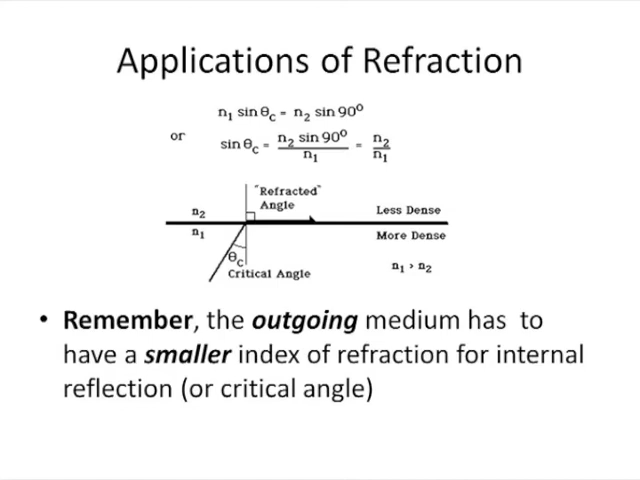 Applications of Refraction
n₁ sin θc = n₂ sin 90º
or
sin θc = n₂ sin 90º / n₁ = n₂ / n₁
"Refracted"
Angle
n₂
Less Dense
n₁
More Dense
θc
Critical Angle
n₁ > n₂
• Remember, the outgoing medium has to
have a smaller index of refraction for internal
reflection (or critical angle)